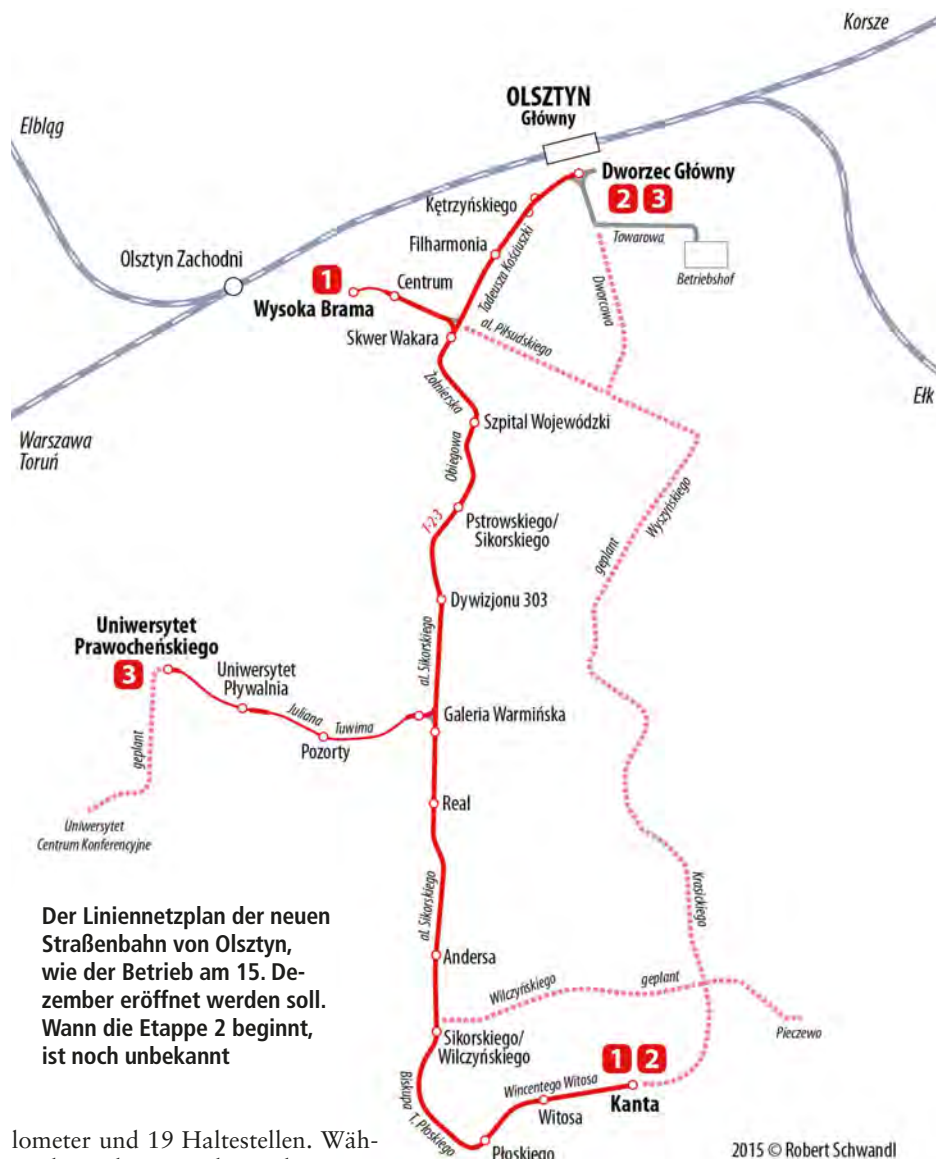 Korsze
OLSZTYN
Główny
Elbląg
Dworzec Główny
2 3
Kętrzyńskiego
Towarowa
Filharmonia
Tadeusza Kościuszki
Betriebshof
Olsztyn Zachodni
1
Centrum
Dworcowa
Wysoka Brama
al. Piłsudskiego
Skwer Wakara
Żołnierska
Ełk
Szpital Wojewódzki
Warszawa
Toruń
Obiegowa
Wyszyńskiego
geplant
1·2·3
Pstrowskiego/
Sikorskiego
Dywizjonu 303
Uniwersytet
Prawocheńskiego
3
al. Sikorskiego
Uniwersytet
Pływalnia
Juliana Tuwima
Galeria Warmińska
Pozorty
geplant
Real
Uniwersytet
Centrum Konferencyjne
Krasickiego
al. Sikorskiego
Der Liniennetzplan der neuen
Straßenbahn von Olsztyn,
wie der Betrieb am 15. De-
zember eröffnet werden soll.
Wann die Etappe 2 beginnt,
ist noch unbekannt
Andersa
Wilczyńskiego
geplant
Pieczewo
Sikorskiego/
Wilczyńskiego
1 2
Biskupa T. Płoskiego
Wincentego Witosa
Kanta
Witosa
Płoskiego
lometer und 19 Haltestellen. Wäh-
2015 © Robert Schwandl